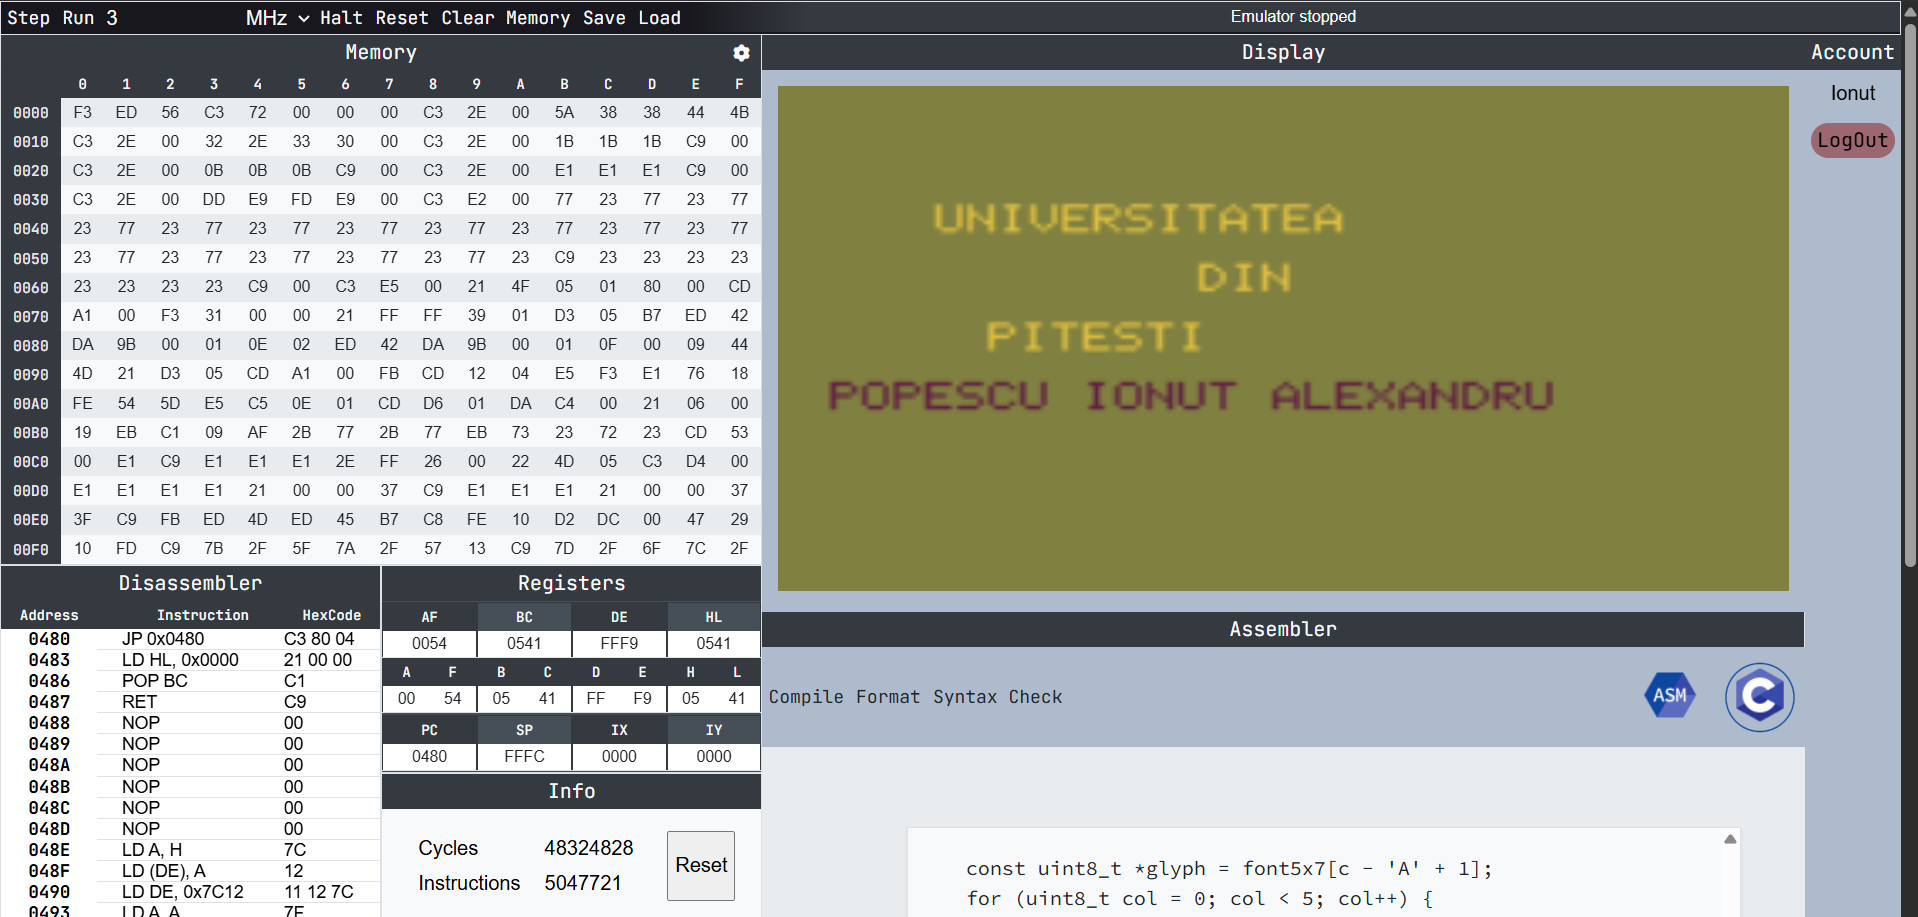 Step Run 3 MHz Halt Reset Clear Memory Save Load
Emulator stopped
Memory
0 1 2 3 4 5 6 7 8 9 A B C D E F
0000 F3 ED 56 C3 72 00 00 00 C3 2E 00 5A 38 38 44 4B
0010 C3 2E 00 32 2E 33 30 00 C3 2E 00 1B 1B 1B C9 00
0020 C3 2E 00 0B 0B 0B C9 00 C3 2E 00 E1 E1 E1 C9 00
0030 C3 2E 00 DD E9 FD E9 00 C3 E2 00 77 23 77 23 77
0040 23 77 23 77 23 77 23 77 23 77 23 77 23 77 23 77
0050 23 77 23 77 23 77 23 77 23 77 23 C9 23 23 23 23
0060 23 23 23 23 C9 00 C3 E5 00 21 4F 05 01 80 00 CD
0070 A1 00 F3 31 00 00 21 FF FF 39 01 D3 05 B7 ED 42
0080 DA 9B 00 01 0E 02 ED 42 DA 9B 00 01 0F 00 09 44
0090 4D 21 D3 05 CD A1 00 FB CD 12 04 E5 F3 E1 76 18
00A0 FE 54 5D E5 C5 0E 01 CD D6 01 DA C4 00 21 06 00
00B0 19 EB C1 09 AF 2B 77 2B 77 EB 73 23 72 23 CD 53
00C0 00 E1 C9 E1 E1 E1 2E FF 26 00 22 4D 05 C3 D4 00
00D0 E1 E1 E1 E1 21 00 00 37 C9 E1 E1 E1 21 00 00 37
00E0 3F C9 FB ED 4D ED 45 B7 C8 FE 10 D2 DC 00 47 29
00F0 10 FD C9 7B 2F 5F 7A 2F 57 13 C9 7D 2F 6F 7C 2F
Disassembler
Address Instruction HexCode
0480 JP 0x0480 C3 80 04
0483 LD HL, 0x0000 21 00 00
0486 POP BC C1
0487 RET C9
0488 NOP 00
0489 NOP 00
048A NOP 00
048B NOP 00
048C NOP 00
048D NOP 00
048E LD A, H 7C
048F LD (DE), A 12
0490 LD DE, 0x7C12 11 12 7C
0493 LD A, A 7F
Registers
AF BC DE HL
0054 0541 FFF9 0541
A F B C D E H L
00 54 05 41 FF F9 05 41
PC SP IX IY
0480 FFFC 0000 0000
Info
Cycles 48324828
Instructions 5047721
Reset
Display
UNIVERSITATEA
DIN
PITESTI
POPESCU IONUT ALEXANDRU
Account
Ionut
LogOut
Assembler
Compile Format Syntax Check
ASM
C
const uint8_t *glyph = font5x7[c - 'A' + 1];
for (uint8_t col = 0; col < 5; col++) {